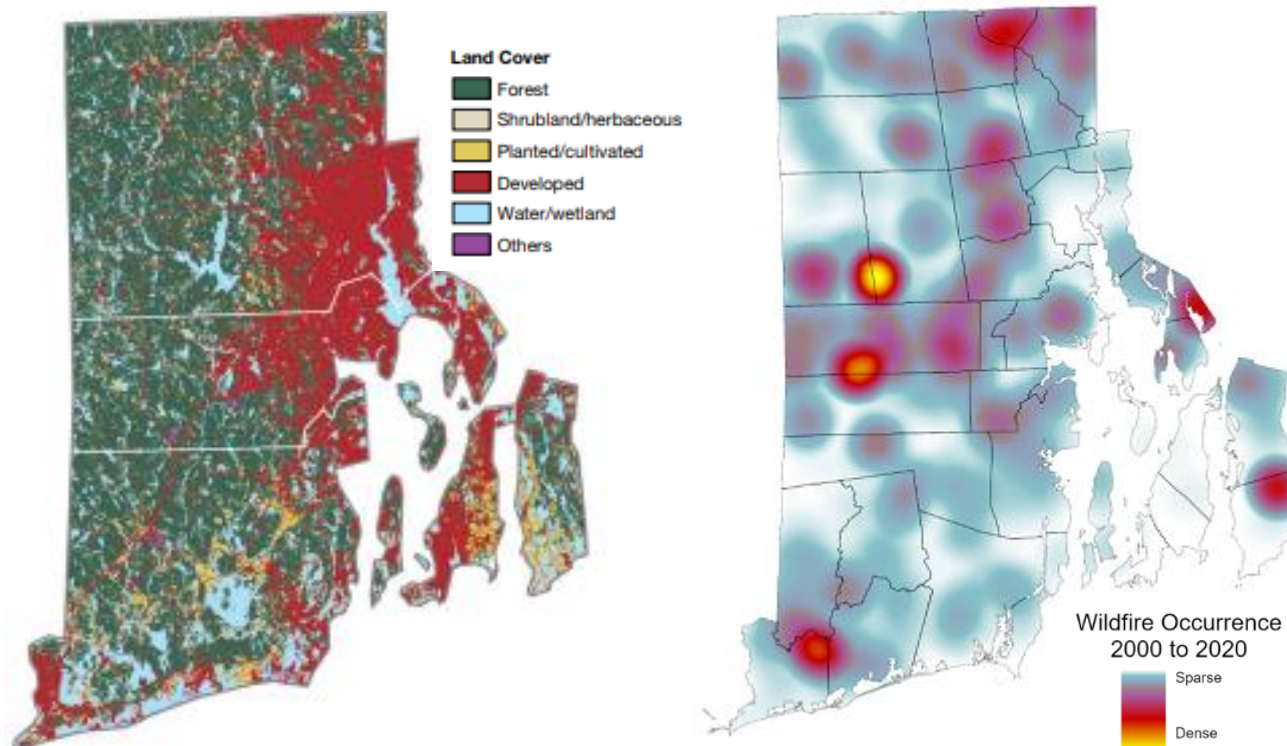 Land Cover
Forest
Shrubland/herbaceous
Planted/cultivated
Developed
Water/wetland
Others
Wildfire Occurrence
2000 to 2020
Sparse
Dense